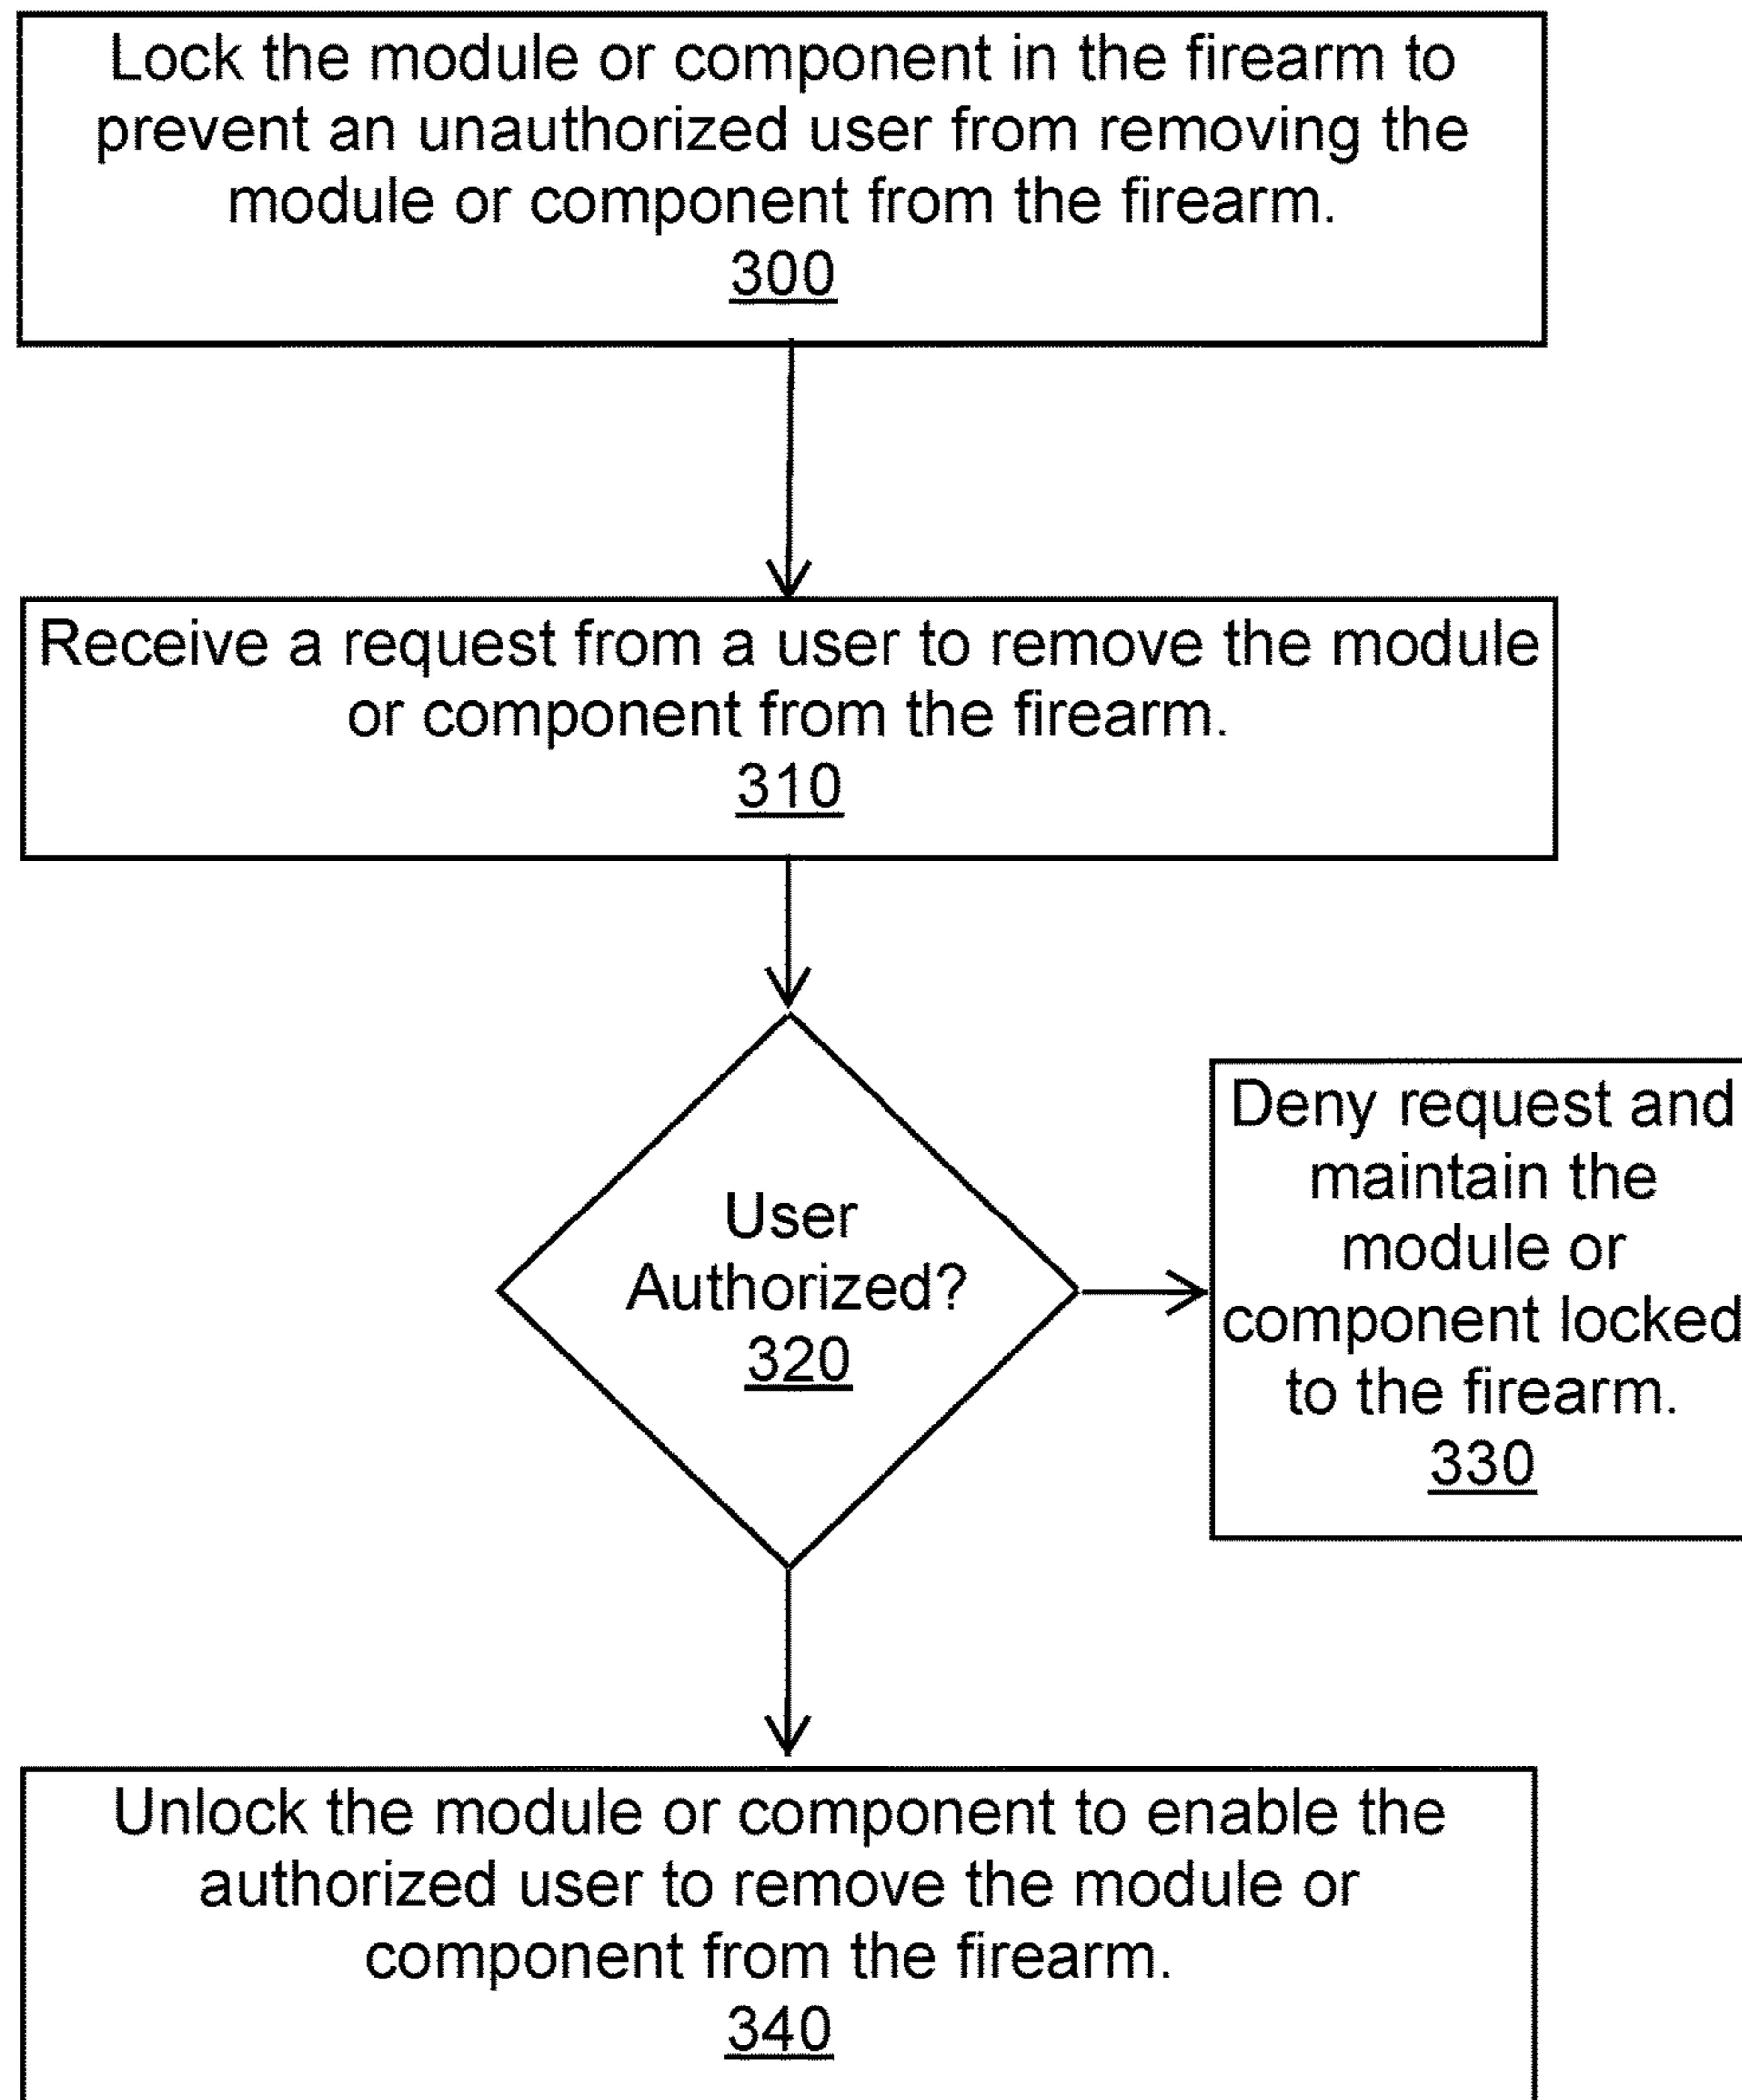 Lock the module or component in the firearm to
prevent an unauthorized user from removing the
module or component from the firearm.
300
Receive a request from a user to remove the module
or component from the firearm.
310
User
Authorized?
320
Deny request and
maintain the
module or
component locked
to the firearm.
330
Unlock the module or component to enable the
authorized user to remove the module or
component from the firearm.
340